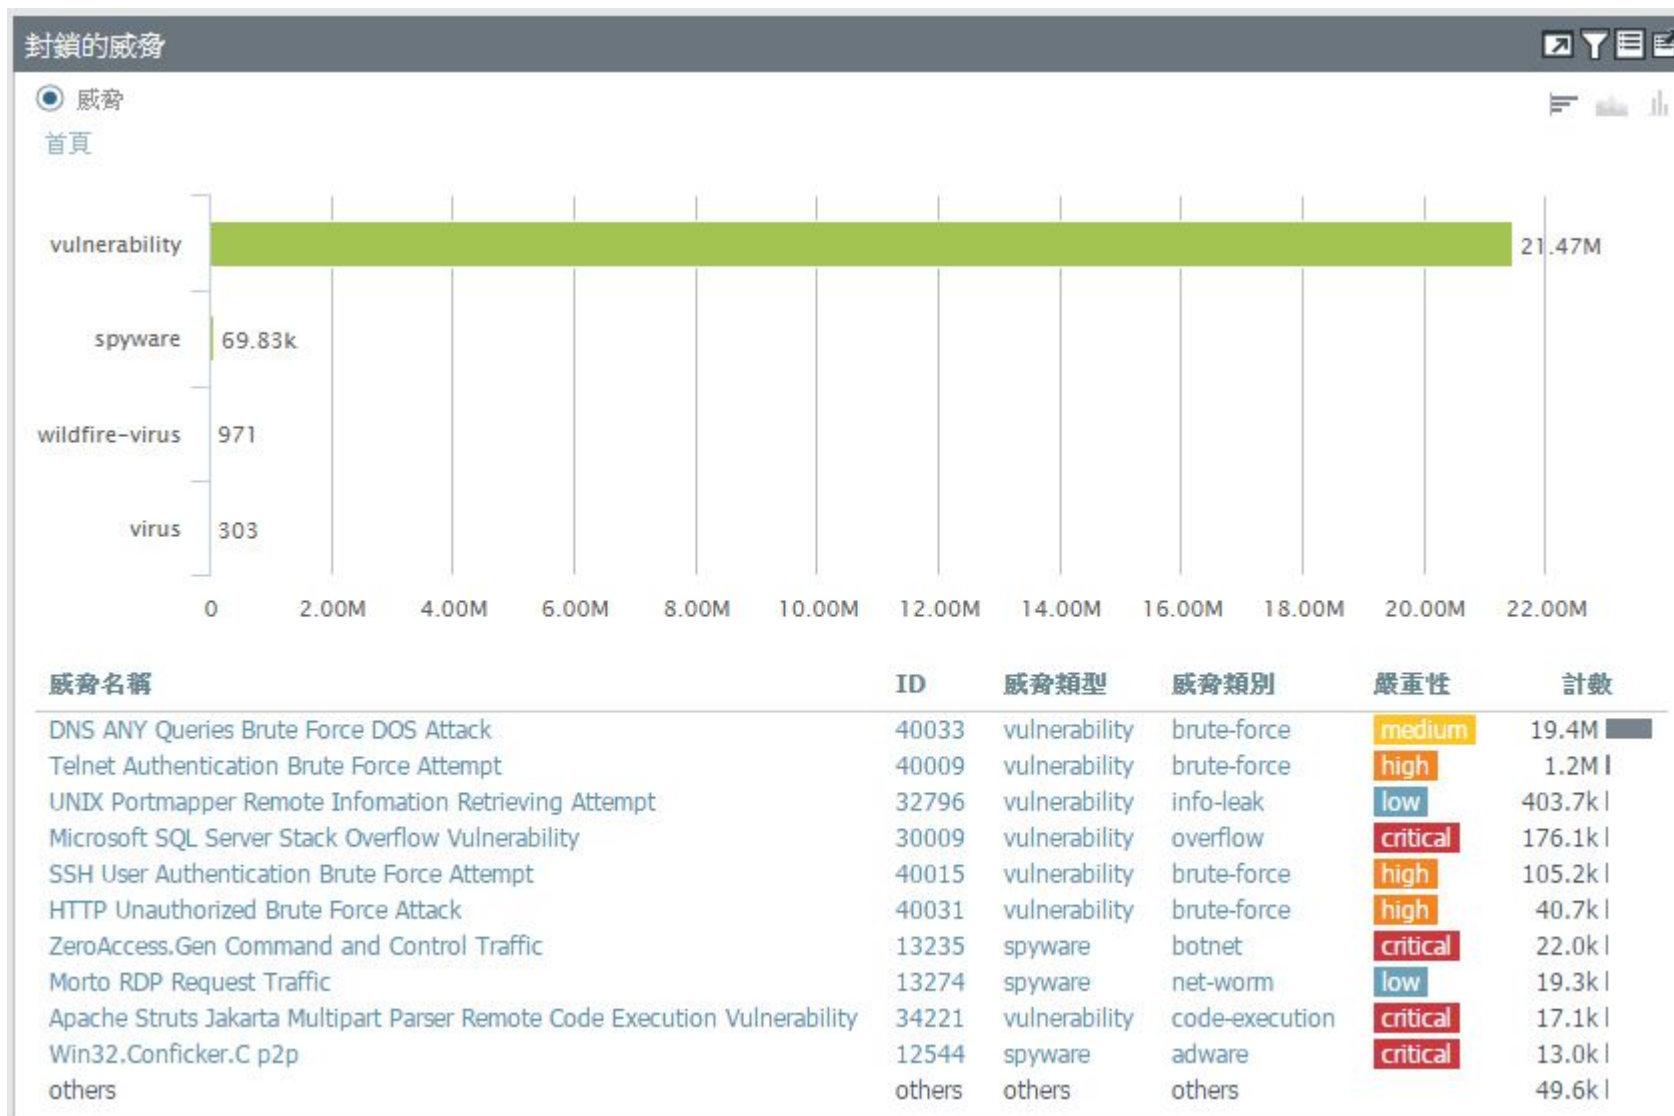 封鎖的威脅
威脅
首頁
vulnerability 21.47M
spyware 69.83k
wildfire-virus 971
virus 303
0 2.00M 4.00M 6.00M 8.00M 10.00M 12.00M 14.00M 16.00M 18.00M 20.00M 22.00M
威脅名稱 ID 威脅類型 威脅類別 嚴重性 計數
DNS ANY Queries Brute Force DOS Attack 40033 vulnerability brute-force medium 19.4M
Telnet Authentication Brute Force Attempt 40009 vulnerability brute-force high 1.2M
UNIX Portmapper Remote Infomation Retrieving Attempt 32796 vulnerability info-leak low 403.7k
Microsoft SQL Server Stack Overflow Vulnerability 30009 vulnerability overflow critical 176.1k
SSH User Authentication Brute Force Attempt 40015 vulnerability brute-force high 105.2k
HTTP Unauthorized Brute Force Attack 40031 vulnerability brute-force high 40.7k
ZeroAccess.Gen Command and Control Traffic 13235 spyware botnet critical 22.0k
Morto RDP Request Traffic 13274 spyware net-worm low 19.3k
Apache Struts Jakarta Multipart Parser Remote Code Execution Vulnerability 34221 vulnerability code-execution critical 17.1k
Win32.Conficker.C p2p 12544 spyware adware critical 13.0k
others others others others 49.6k